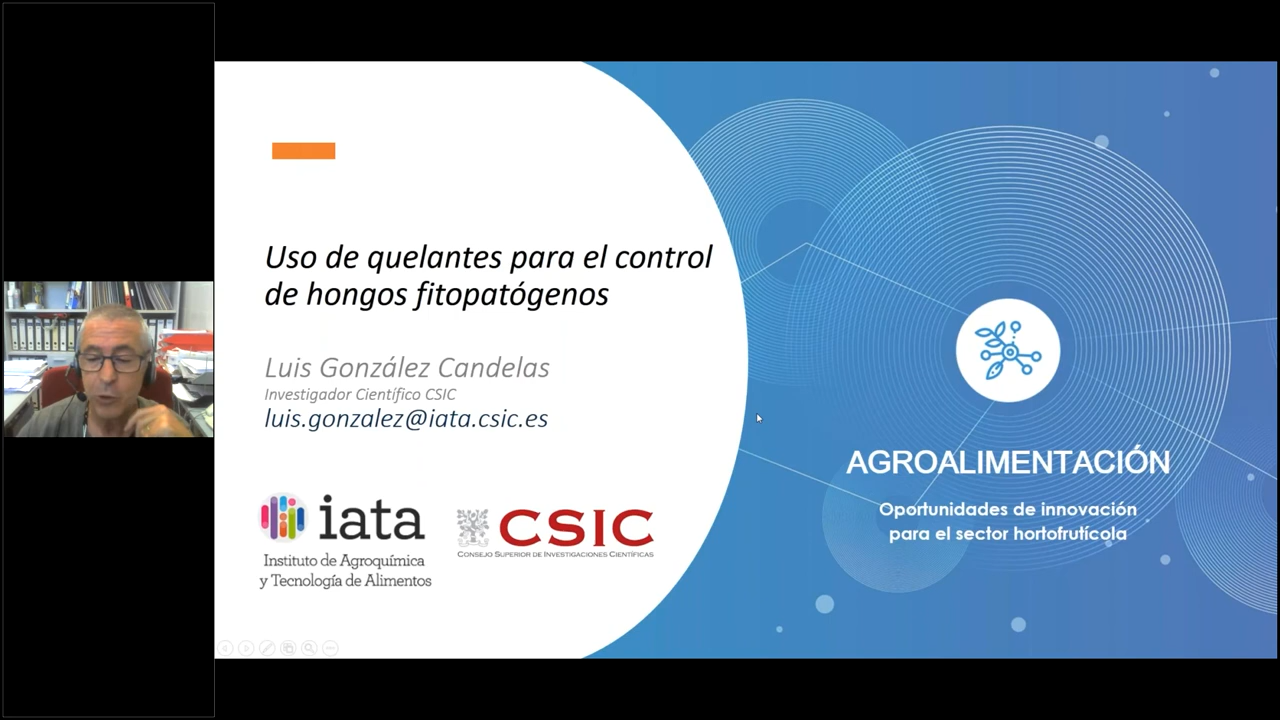 Uso de quelantes para el control
de hongos fitopatógenos
Luis González Candelas
Investigador Científico CSIC
luis.gonzalez@iata.csic.es
iata
Instituto de Agroquímica
y Tecnología de Alimentos
CSIC
CONSEJO SUPERIOR DE INVESTIGACIONES CIENTÍFICAS
AGROALIMENTACIÓN
Oportunidades de innovación
para el sector hortofrutícola